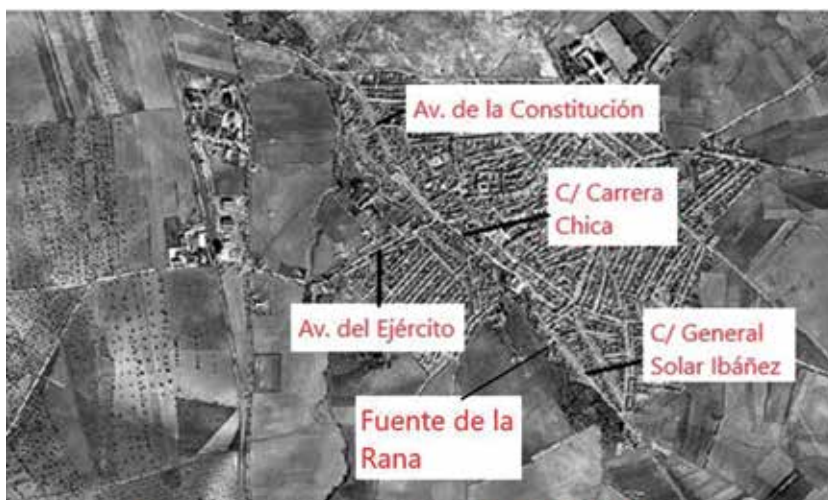 Av. de la Constitución
C/ Carrera
Chica
Av. del Ejército
C/ General
Solar Ibáñez
Fuente de la
Rana